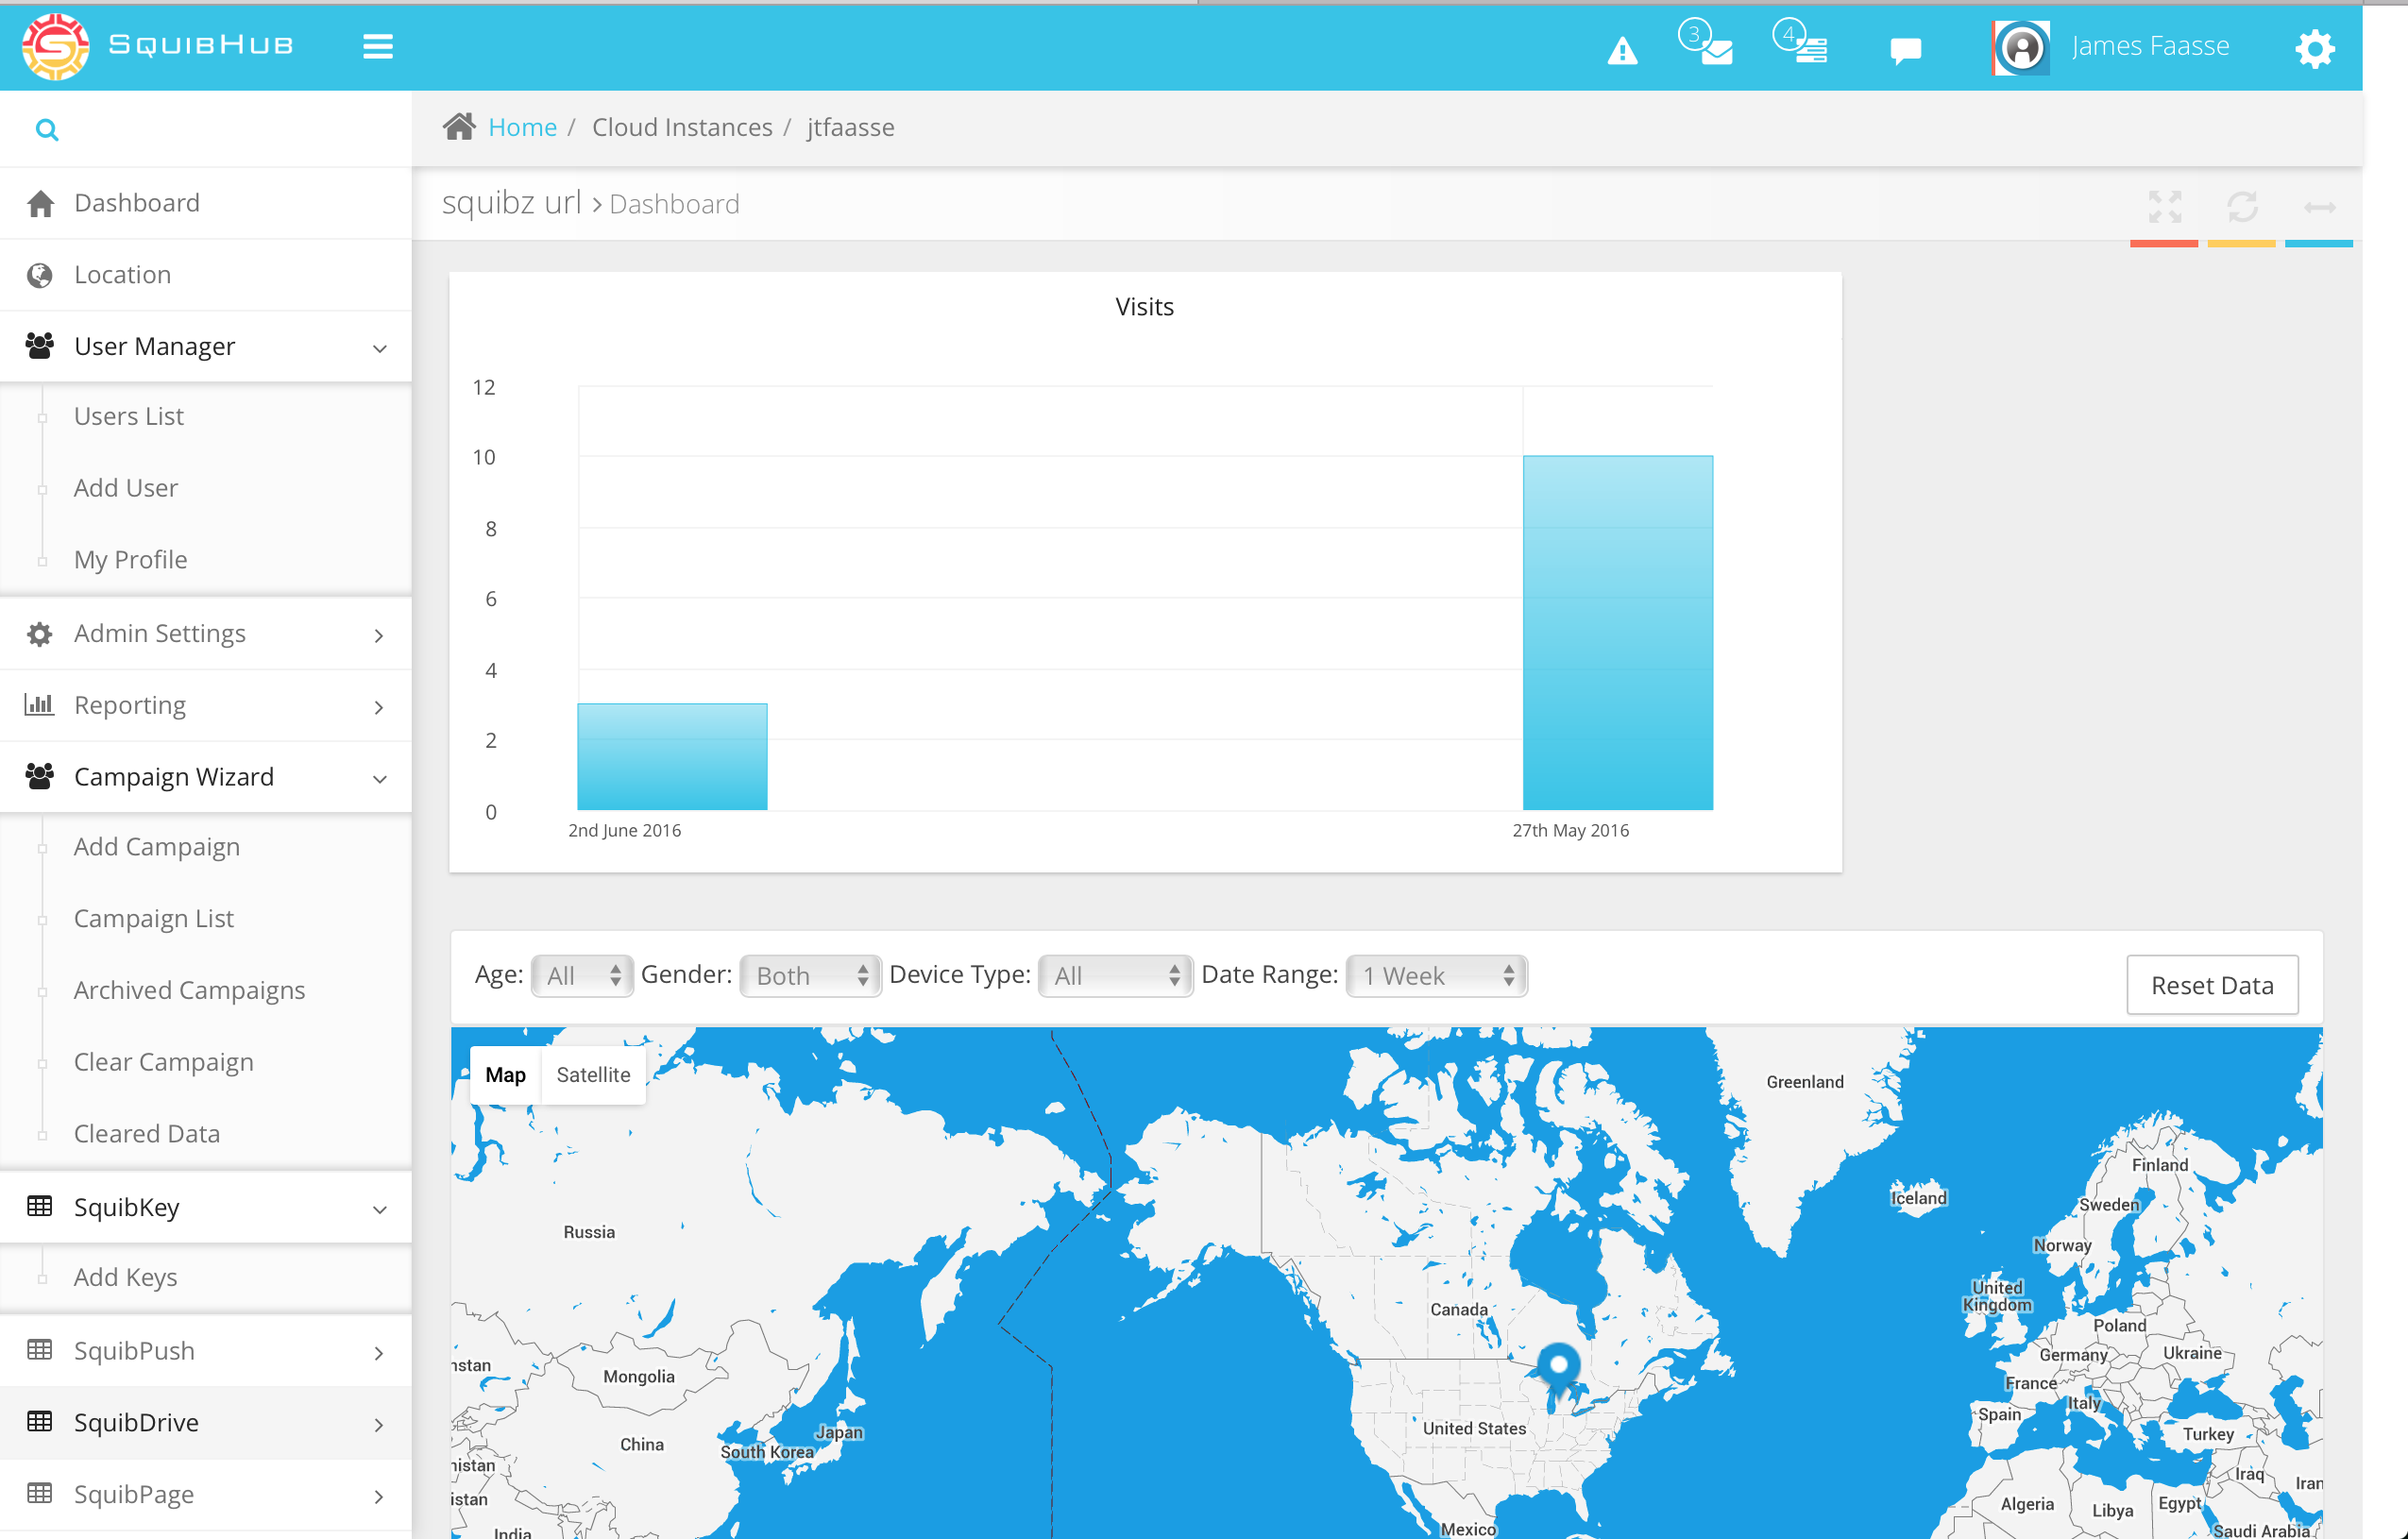 SquibHub
3
4
James Faasse
Home / Cloud Instances / jtfaasse
squibz url > Dashboard
Dashboard
Location
User Manager
Users List
Add User
My Profile
Admin Settings
Reporting
Campaign Wizard
Add Campaign
Campaign List
Archived Campaigns
Clear Campaign
Cleared Data
SquibKey
Add Keys
SquibPush
SquibDrive
SquibPage
Visits
12
10
8
6
4
2
0
2nd June 2016
27th May 2016
Age: All Gender: Both Device Type: All Date Range: 1 Week
Reset Data
Map Satellite
Greenland
Finland
Iceland
Sweden
Russia
Norway
United
Kingdom
Canada
Poland
Ukraine
Germany
nstan
Mongolia
France
Italy
Spain
United States
Japan
Turkey
China
South Korea
nistan
Iraq
Iran
istan
Algeria
Libya
Egypt
India
Mexico
Saudi Arabia